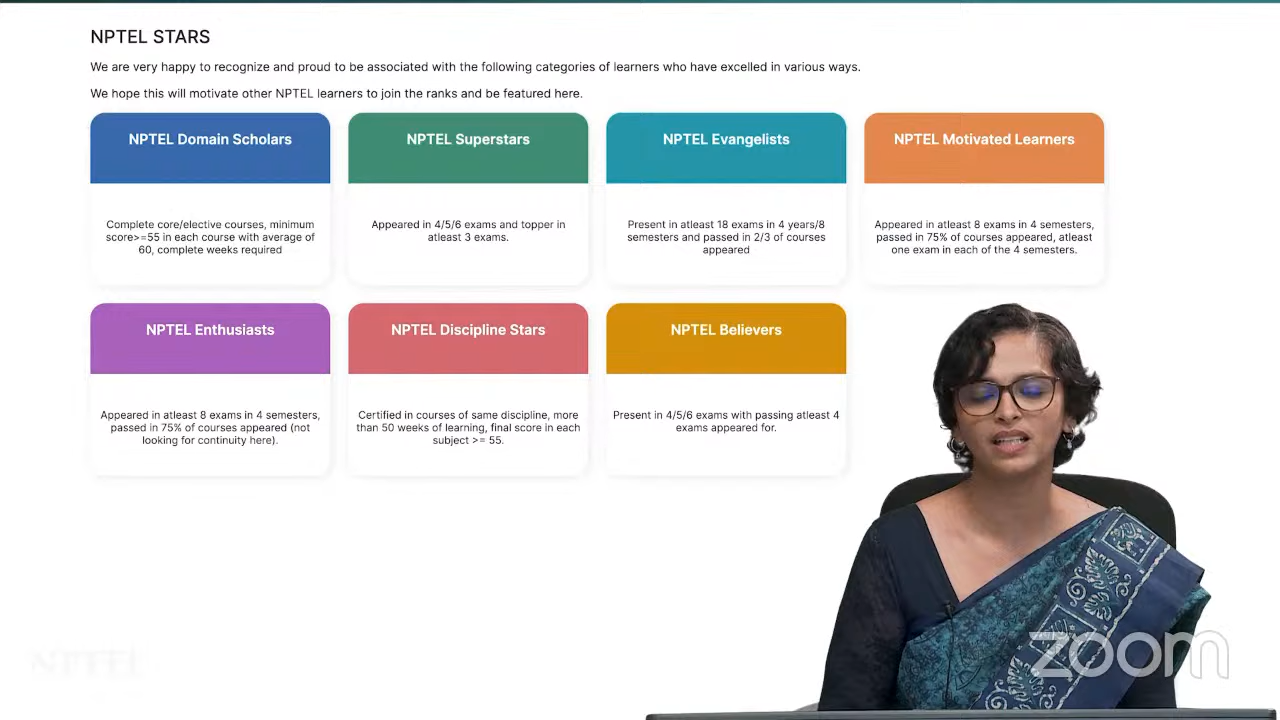 NPTEL STARS
We are very happy to recognize and proud to be associated with the following categories of learners who have excelled in various ways.
We hope this will motivate other NPTEL learners to join the ranks and be featured here.
NPTEL Domain Scholars
Complete core/elective courses, minimum
score>=55 in each course with average of
60, complete weeks required
NPTEL Superstars
Appeared in 4/5/6 exams and topper in
atleast 3 exams.
NPTEL Evangelists
Present in atleast 18 exams in 4 years/8
semesters and passed in 2/3 of courses
appeared
NPTEL Motivated Learners
Appeared in atleast 8 exams in 4 semesters,
passed in 75% of courses appeared, atleast
one exam in each of the 4 semesters.
NPTEL Enthusiasts
Appeared in atleast 8 exams in 4 semesters,
passed in 75% of courses appeared (not
looking for continuity here).
NPTEL Discipline Stars
Certified in courses of same discipline, more
than 50 weeks of learning, final score in each
subject >= 55.
NPTEL Believers
Present in 4/5/6 exams with passing atleast 4
exams appeared for.
zoom
NPTEL